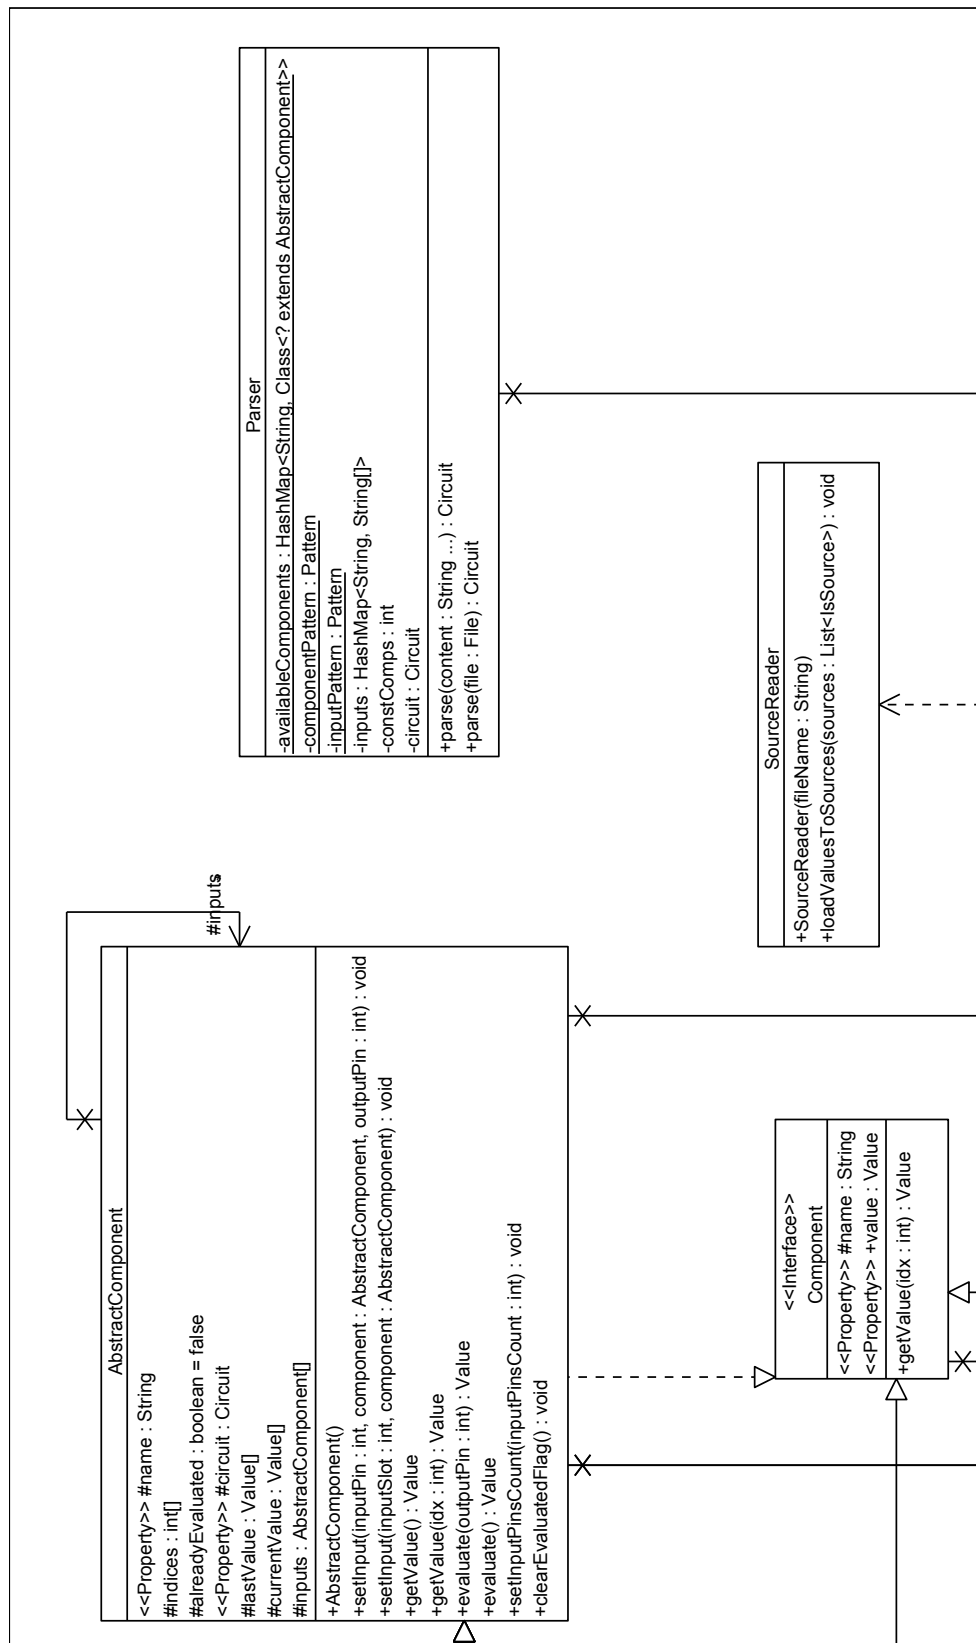 Parser
-availableComponents : HashMap<String, Class<? extends AbstractComponent>>
-componentPattern : Pattern
-inputPattern : Pattern
-inputs : HashMap<String, String[]>
-constComps : int
-circuit : Circuit
+parse(content : String ...) : Circuit
+parse(file : File) : Circuit
#inputs
AbstractComponent
<<Property>> #name : String
#indices : int[]
#alreadyEvaluated : boolean = false
<<Property>> #circuit : Circuit
#lastValue : Value[]
#currentValue : Value[]
#inputs : AbstractComponent[]
+AbstractComponent()
+setInput(inputPin : int, component : AbstractComponent, outputPin : int) : void
+setInput(inputSlot : int, component : AbstractComponent) : void
+getValue() : Value
+getValue(idx : int) : Value
+evaluate(outputPin : int) : Value
+evaluate() : Value
+setInputPinsCount(inputPinsCount : int) : void
+clearEvaluatedFlag() : void
SourceReader
+SourceReader(fileName : String)
+loadValuesToSources(sources : List<IsSource>) : void
<<Interface>>
Component
<<Property>> #name : String
<<Property>> +value : Value
+getValue(idx : int) : Value